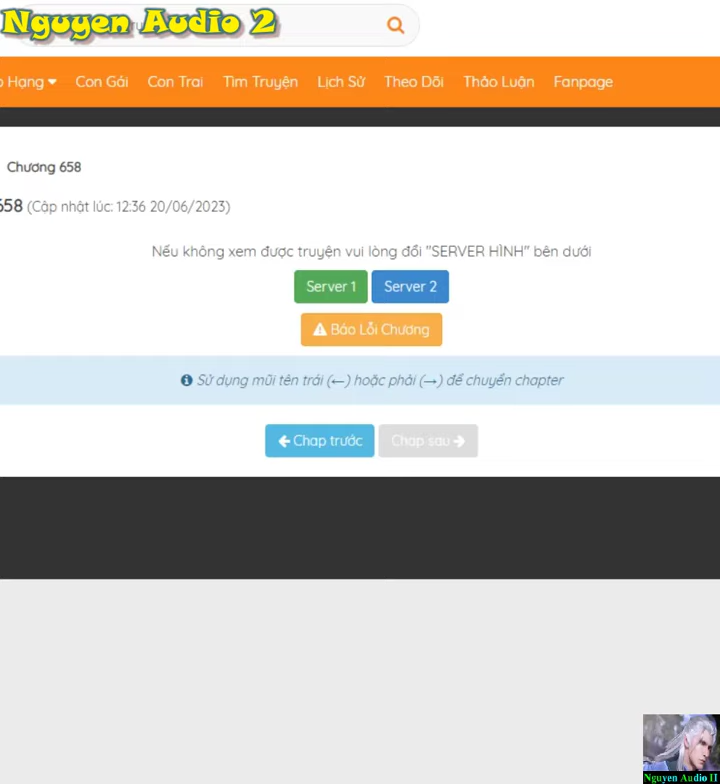 Nguyen Audio 2
Hạng Con Gái Con Trai Tìm Truyện Lịch Sử Theo Dõi Thảo Luận Fanpage
Chương 658
658 (Cập nhật lúc: 12:36 20/06/2023)
Nếu không xem được truyện vui lòng đổi "SERVER HÌNH" bên dưới
Server 1 Server 2
Báo Lỗi Chương
Sử dụng mũi tên trái (←) hoặc phải (→) để chuyển chapter
← Chap trước Chap sau →
Nguyen Audio II